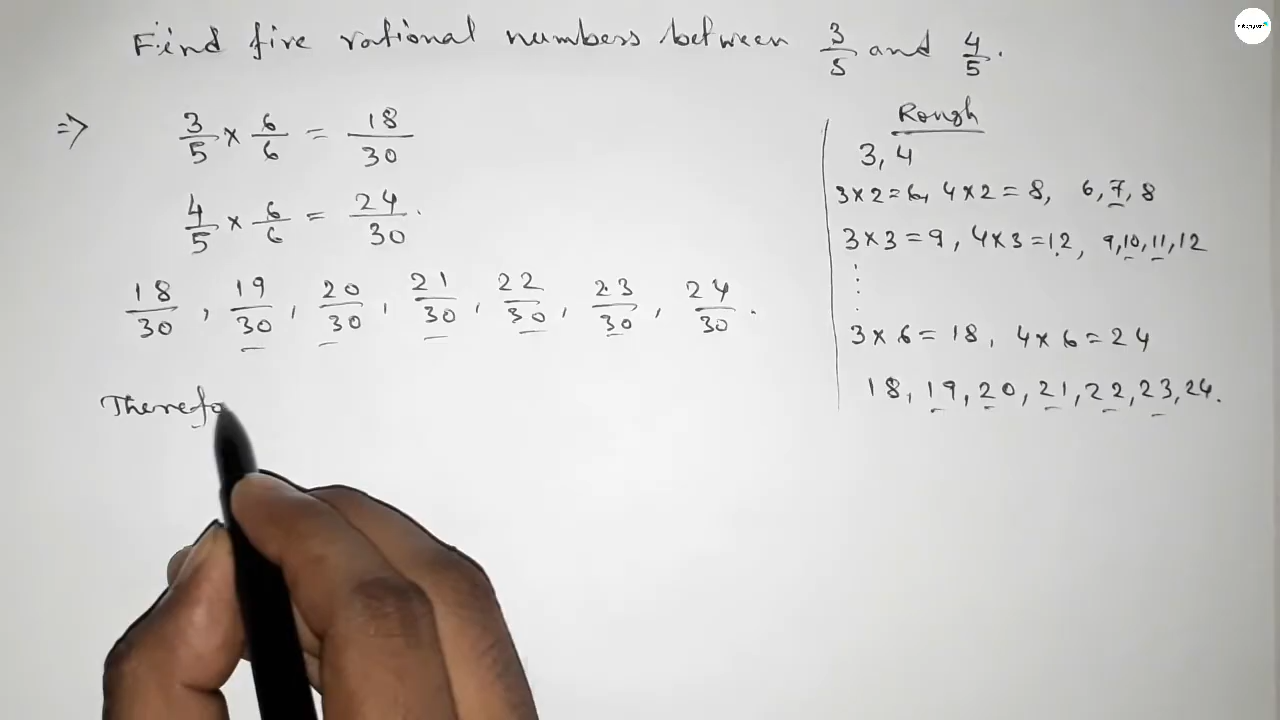 Find five rational numbers between 3/5 and 4/5.
=> 3/5 × 6/6 = 18/30
4/5 × 6/6 = 24/30.
18/30, 19/30, 20/30, 21/30, 22/30, 23/30, 24/30.
Therefo
Rough
3, 4
3×2=6, 4×2=8, 6, 7, 8
3×3=9, 4×3=12, 9, 10, 11, 12
⋮
3×6=18, 4×6=24
18, 19, 20, 21, 22, 23, 24.